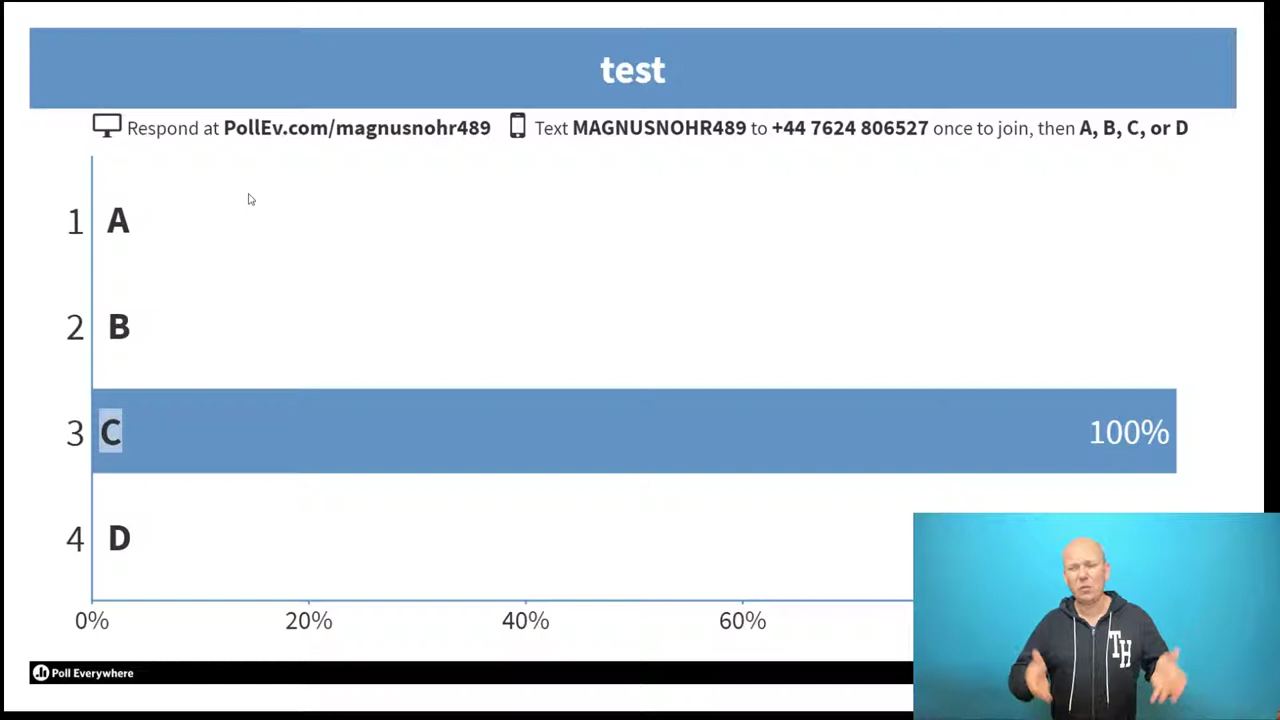 test
Respond at PollEv.com/magnusnohr489 Text MAGNUSNOHR489 to +44 7624 806527 once to join, then A, B, C, or D
1 A
2 B
3 C 100%
4 D
0% 20% 40% 60%
Poll Everywhere
TH